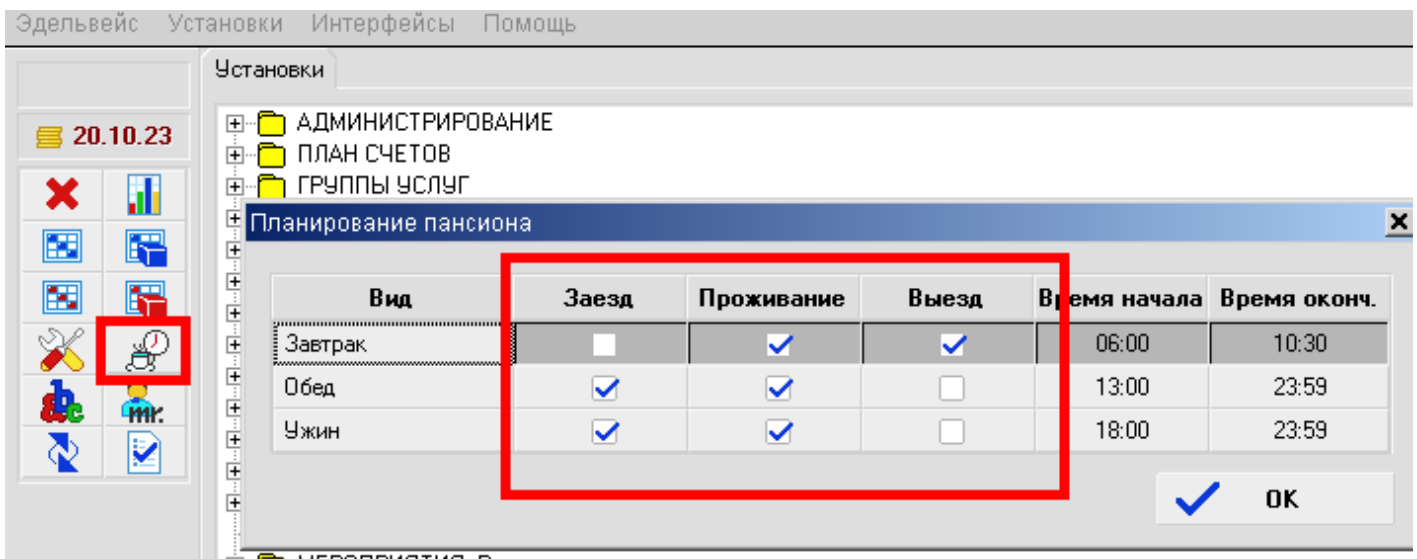 Эдельвейс Установки Интерфейсы Помощь
Установки
20.10.23
АДМИНИСТРИРОВАНИЕ
ПЛАН СЧЕТОВ
ГРУППЫ УСЛУГ
Планирование пансиона
Вид Заезд Проживание Выезд Время начала Время оконч.
Завтрак 06:00 10:30
Обед 13:00 23:59
Ужин 18:00 23:59
mr.
OK